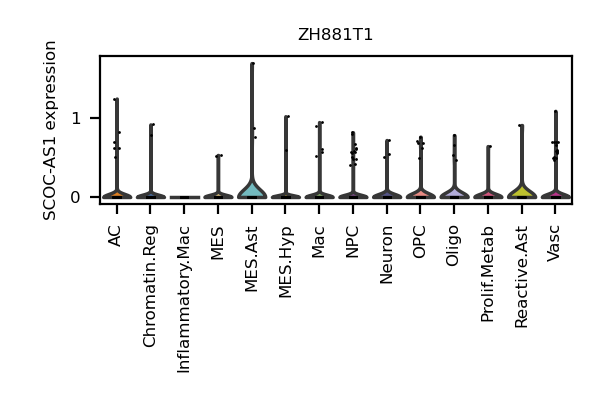 ZH881T1
SCOC-AS1 expression
1
0
AC
Chromatin.Reg
Inflammatory.Mac
MES
MES.Ast
MES.Hyp
Mac
NPC
Neuron
OPC
Oligo
Prolif.Metab
Reactive.Ast
Vasc